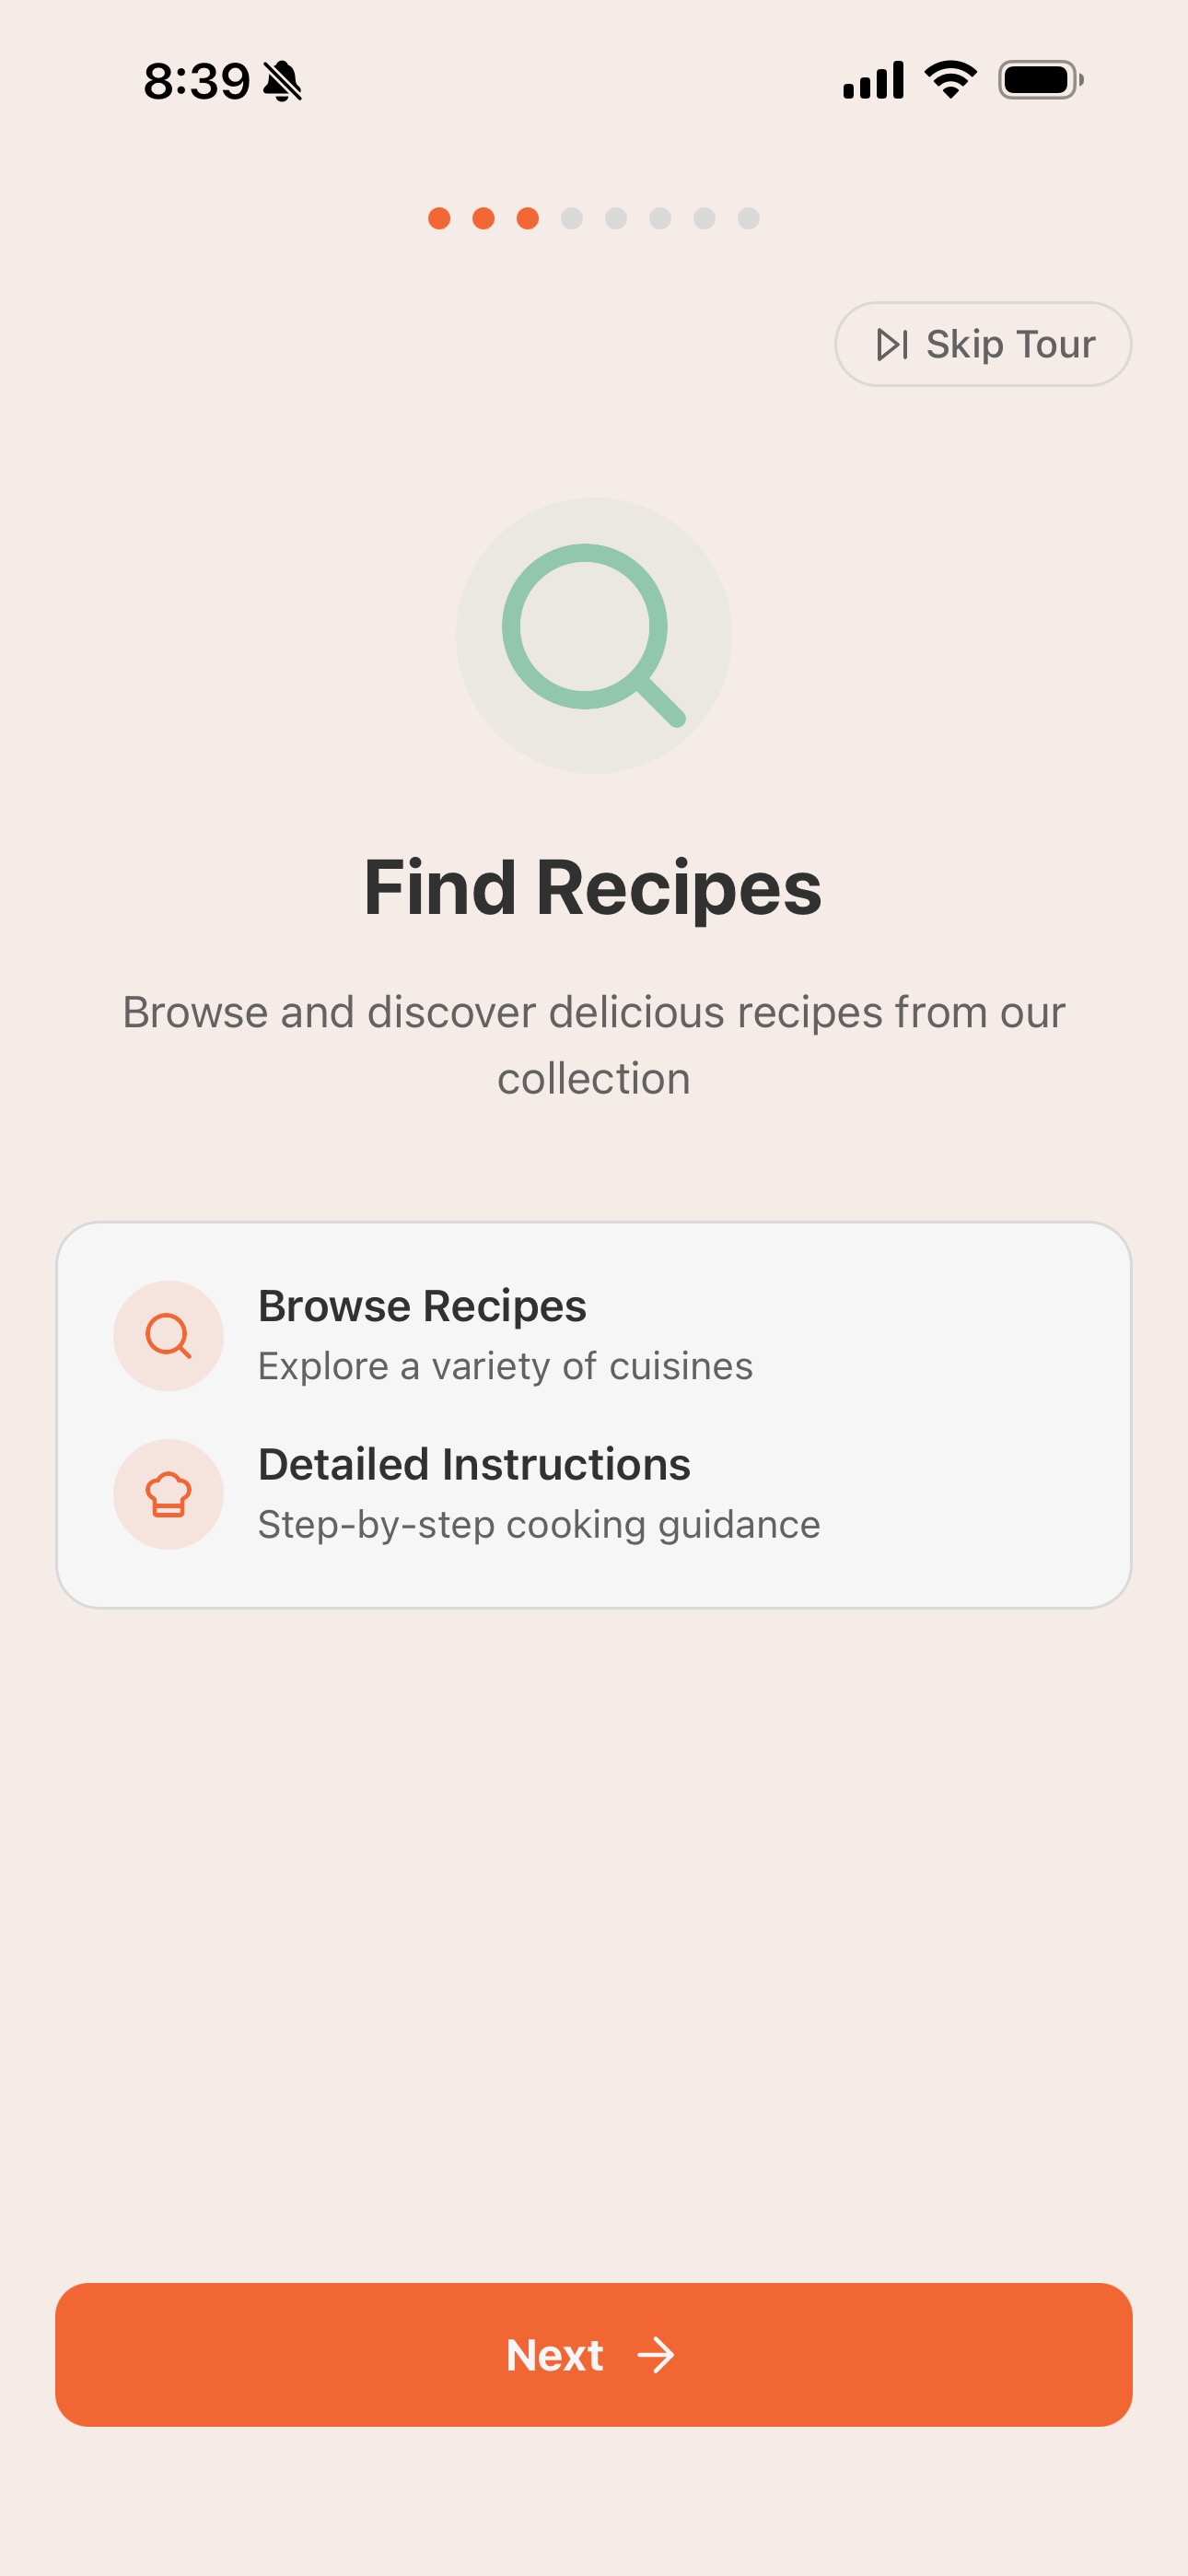 8:39
Skip Tour
Find Recipes
Browse and discover delicious recipes from our
collection
Browse Recipes
Explore a variety of cuisines
Detailed Instructions
Step-by-step cooking guidance
Next